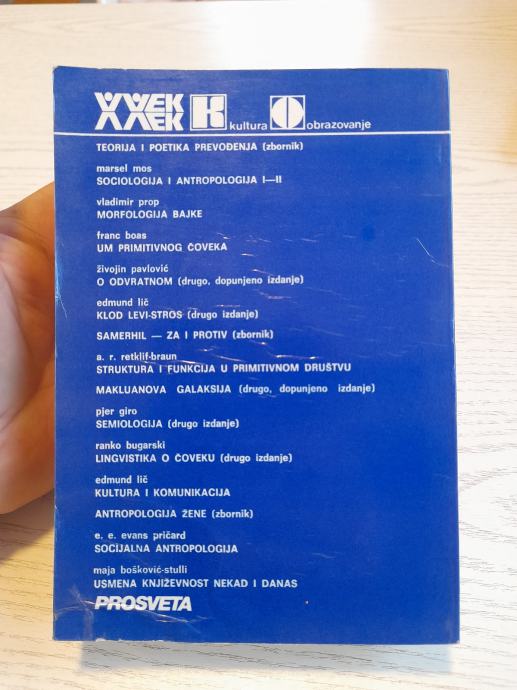 XX VEK K kultura O obrazovanje
TEORIJA I POETIKA PREVOĐENJA (zbornik)
marsel mos
SOCIOLOGIJA I ANTROPOLOGIJA I—II
vladimir prop
MORFOLOGIJA BAJKE
franc boas
UM PRIMITIVNOG ČOVEKA
živojin pavlović
O ODVRATNOM (drugo, dopunjeno izdanje)
edmund lič
KLOD LEVI-STROS (drugo izdanje)
SAMERHIL — ZA I PROTIV (zbornik)
a. r. retklif-braun
STRUKTURA I FUNKCIJA U PRIMITIVNOM DRUŠTVU
MAKLUANOVA GALAKSIJA (drugo, dopunjeno izdanje)
pjer giro
SEMIOLOGIJA (drugo izdanje)
ranko bugarski
LINGVISTIKA O ČOVEKU (drugo izdanje)
edmund lič
KULTURA I KOMUNIKACIJA
ANTROPOLOGIJA ŽENE (zbornik)
e. e. evans pričard
SOCIJALNA ANTROPOLOGIJA
maja bošković-stulli
USMENA KNJIŽEVNOST NEKAD I DANAS
PROSVETA